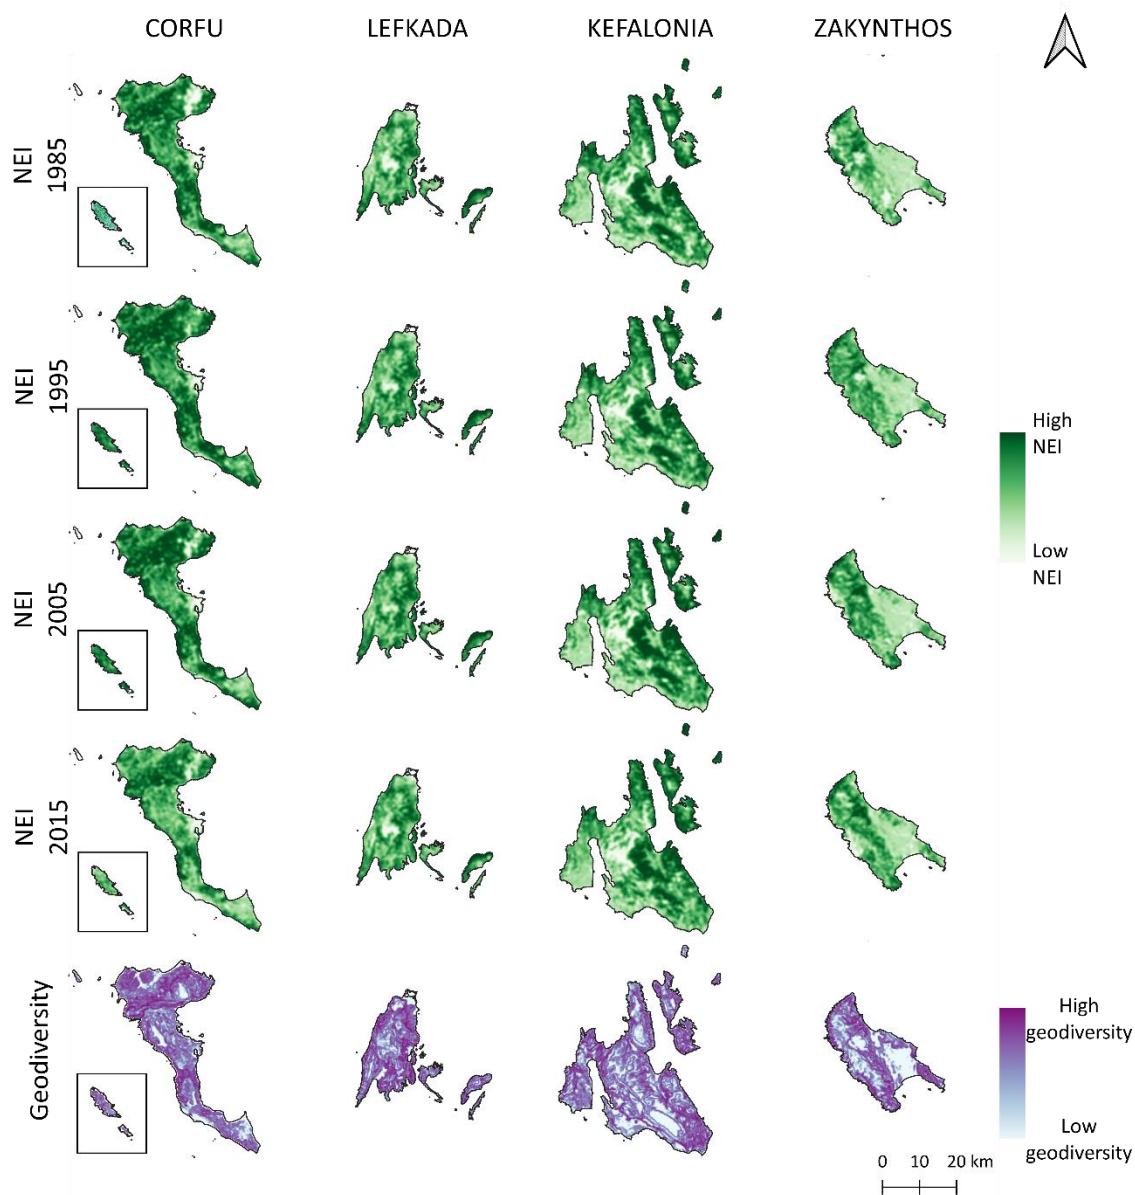 CORFU
LEFKADA
KEFALONIA
ZAKYNTHOS
NEI
1985
NEI
1995
High
NEI
Low
NEI
NEI
2005
NEI
2015
Geodiversity
High
geodiversity
Low
geodiversity
0 10 20 km